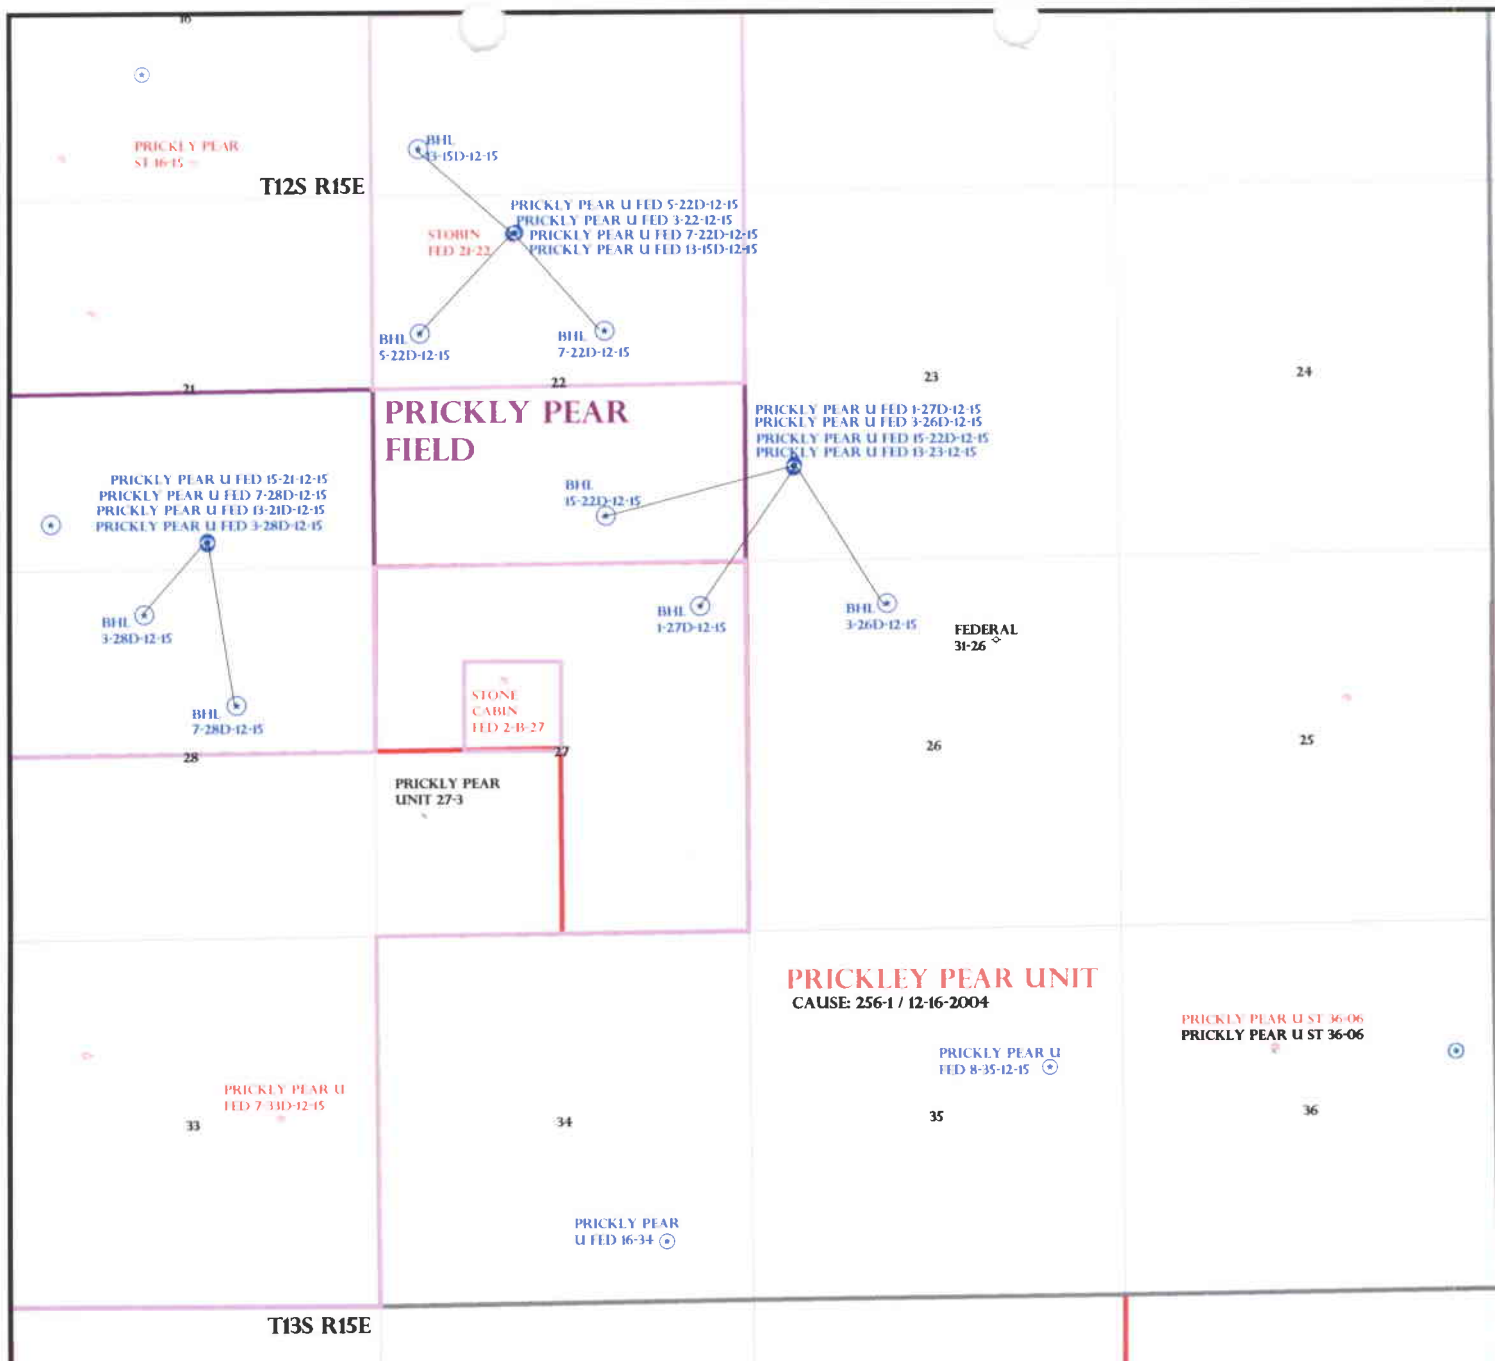 16
PRICKLY PEAR
ST 16-15
T12S R15E
BHL
13-15D-12-15
PRICKLY PEAR U FED 5-22D-12-15
PRICKLY PEAR U FED 3-22-12-15
PRICKLY PEAR U FED 7-22D-12-15
PRICKLY PEAR U FED 13-15D-12-15
STOBIN
FED 21-22
BHL
5-22D-12-15
BHL
7-22D-12-15
21
22
23
24
PRICKLY PEAR
FIELD
PRICKLY PEAR U FED 1-27D-12-15
PRICKLY PEAR U FED 3-26D-12-15
PRICKLY PEAR U FED 15-22D-12-15
PRICKLY PEAR U FED 13-23-12-15
PRICKLY PEAR U FED 15-21-12-15
PRICKLY PEAR U FED 7-28D-12-15
PRICKLY PEAR U FED 13-21D-12-15
PRICKLY PEAR U FED 3-28D-12-15
BHL
15-22D-12-15
BHL
3-28D-12-15
BHL
1-27D-12-15
BHL
3-26D-12-15
FEDERAL
31-26
STONE
CABIN
FED 2-B-27
BHL
7-28D-12-15
28
27
26
25
PRICKLY PEAR
UNIT 27-3
PRICKLEY PEAR UNIT
CAUSE: 256-1 / 12-16-2004
PRICKLY PEAR U ST 36-06
PRICKLY PEAR U ST 36-06
PRICKLY PEAR U
FED 8-35-12-15
PRICKLY PEAR U
FED 7-33D-12-15
33
34
35
36
PRICKLY PEAR
U FED 16-34
T13S R15E